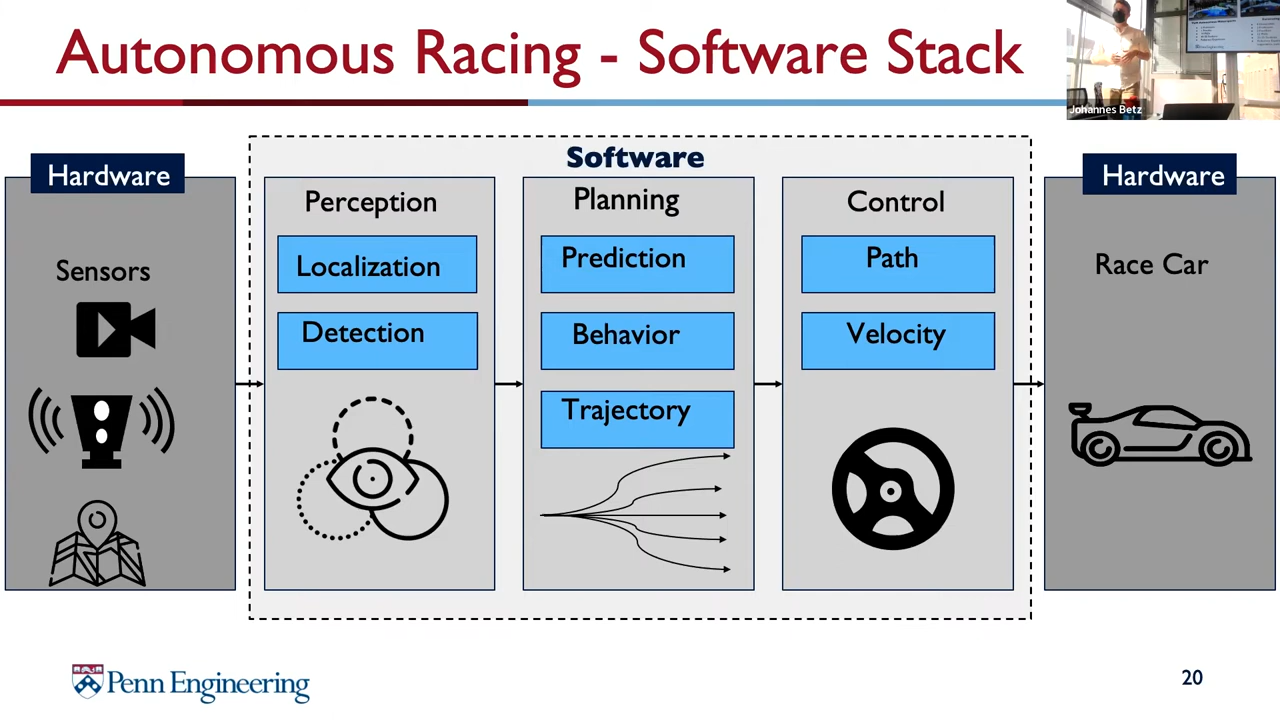 Autonomous Racing - Software Stack
Johannes Betz
Hardware
Sensors
Software
Perception
Localization
Detection
Planning
Prediction
Behavior
Trajectory
Control
Path
Velocity
Hardware
Race Car
Penn Engineering
20